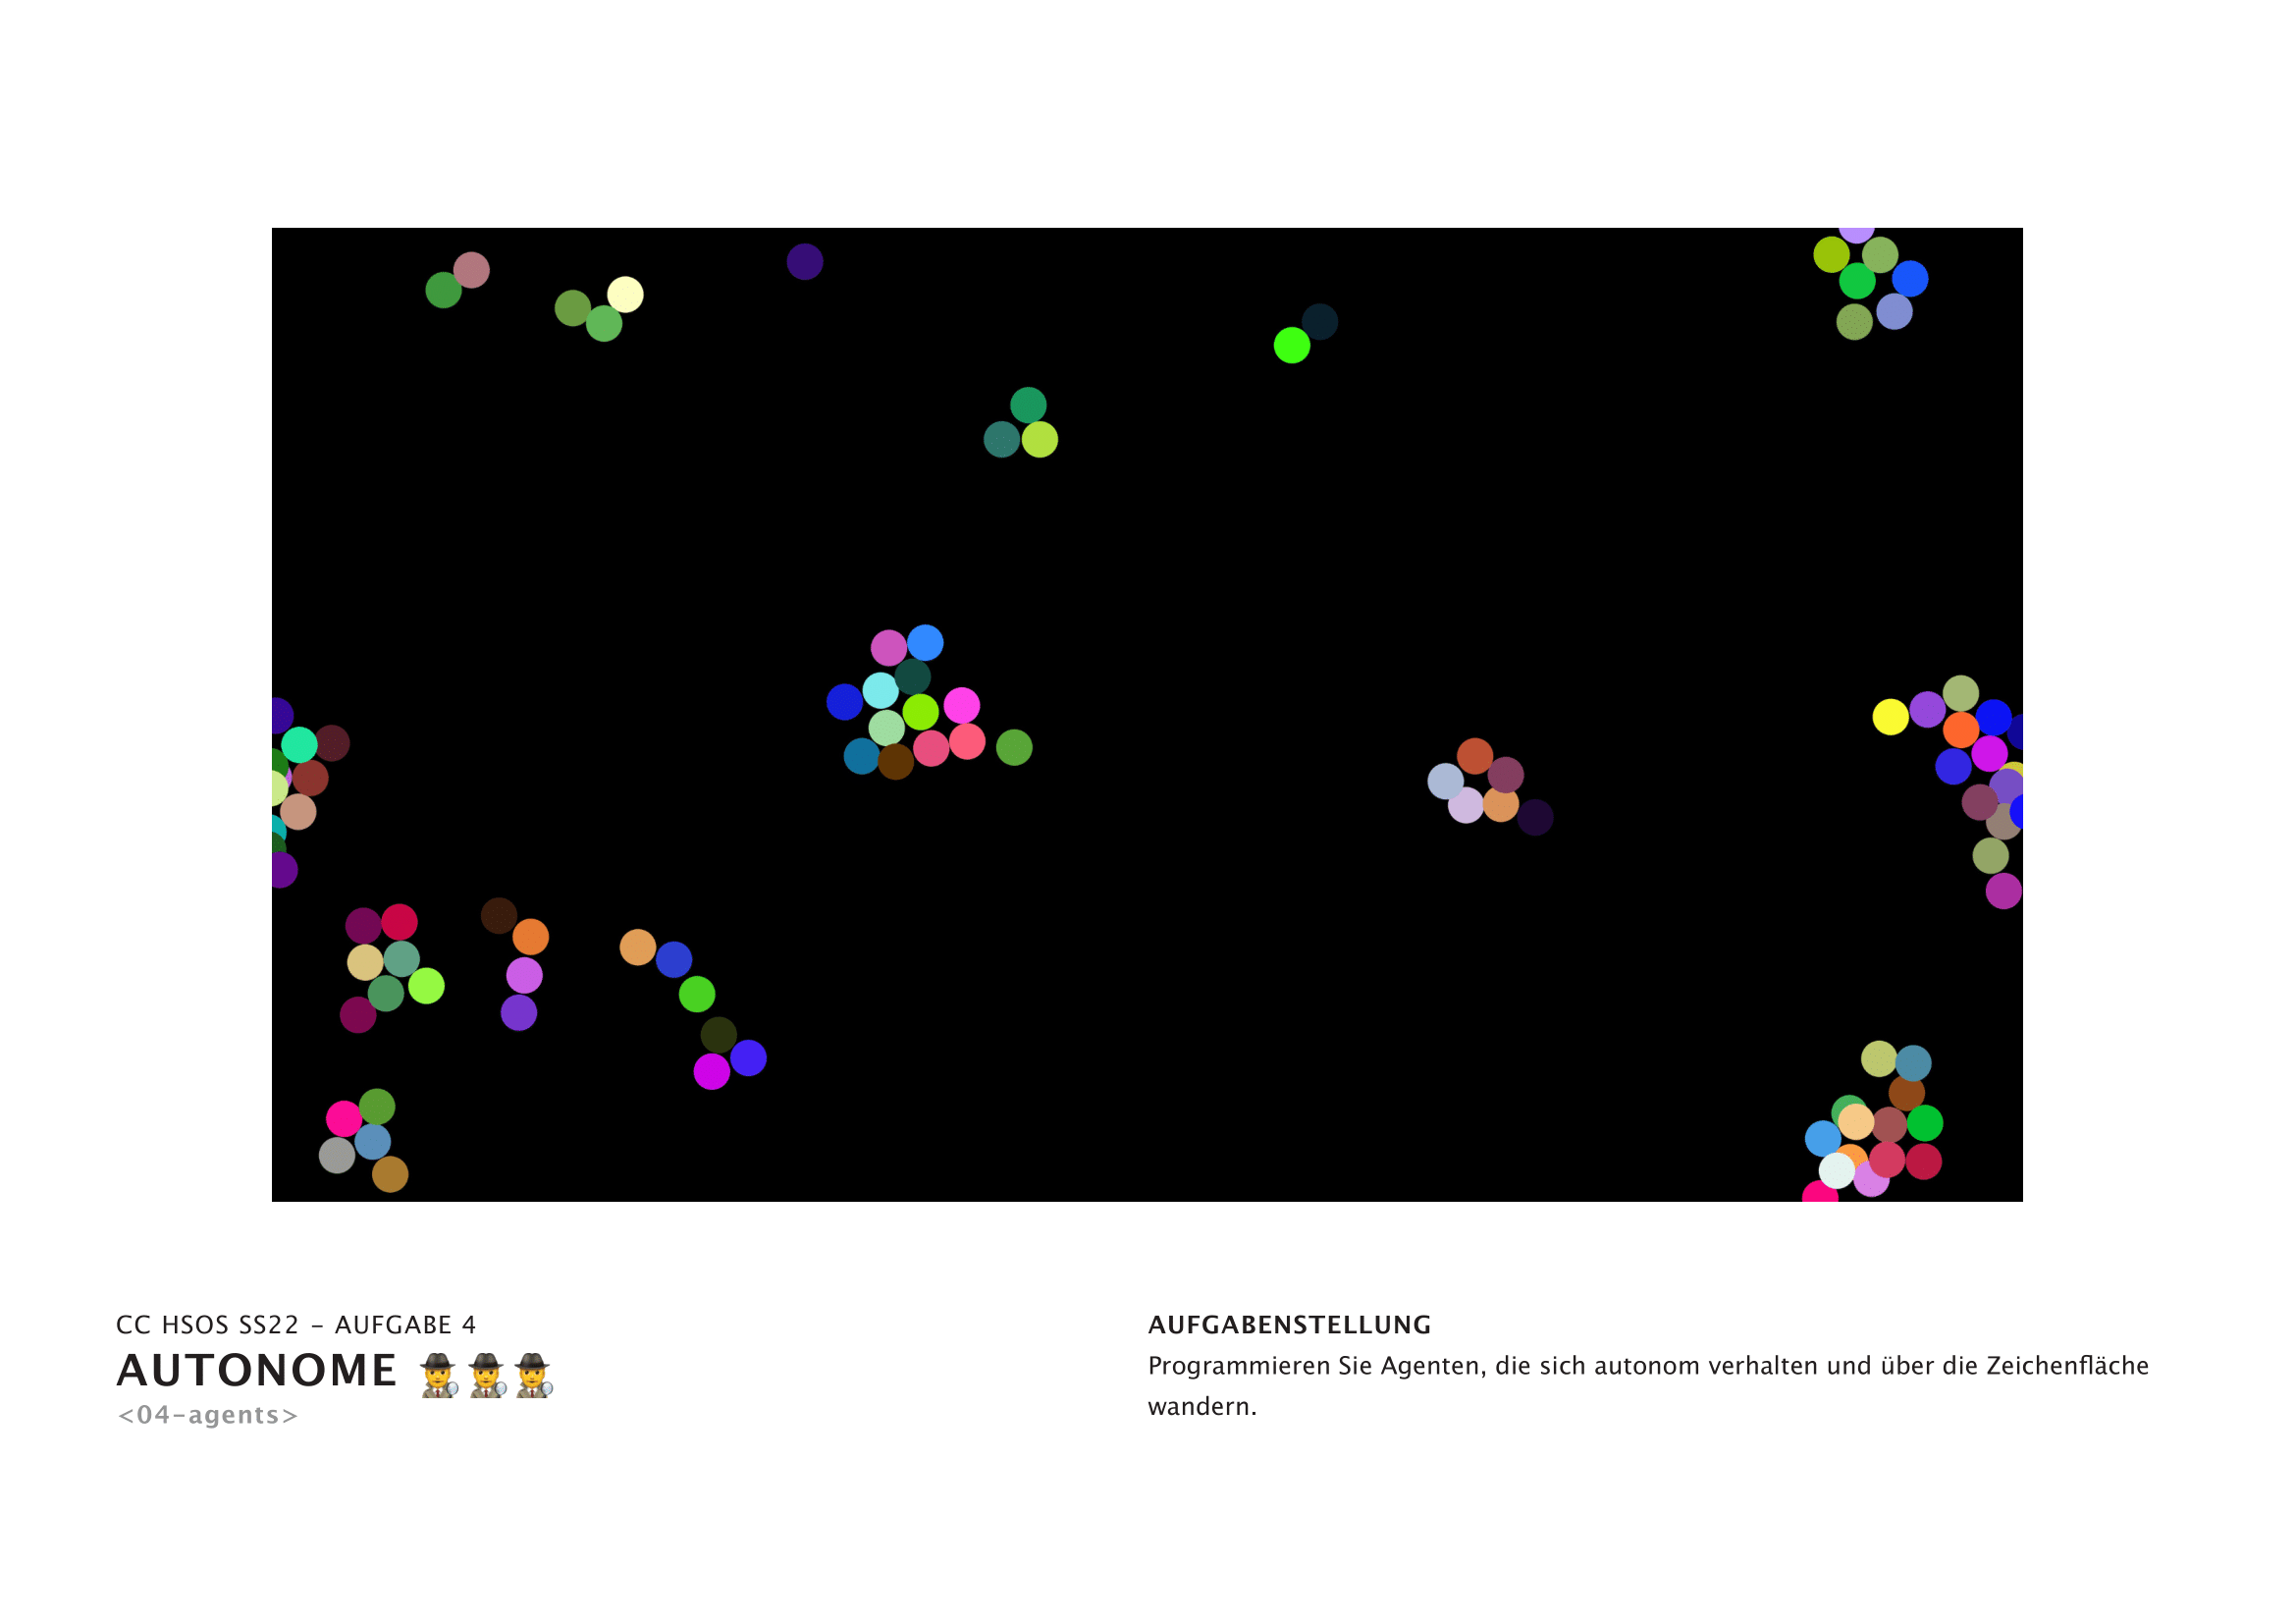 CC HSOS SS22 – AUFGABE 4
AUTONOME 🕵️🕵️🕵️
<04-agents>
AUFGABENSTELLUNG
Programmieren Sie Agenten, die sich autonom verhalten und über die Zeichenfläche
wandern.